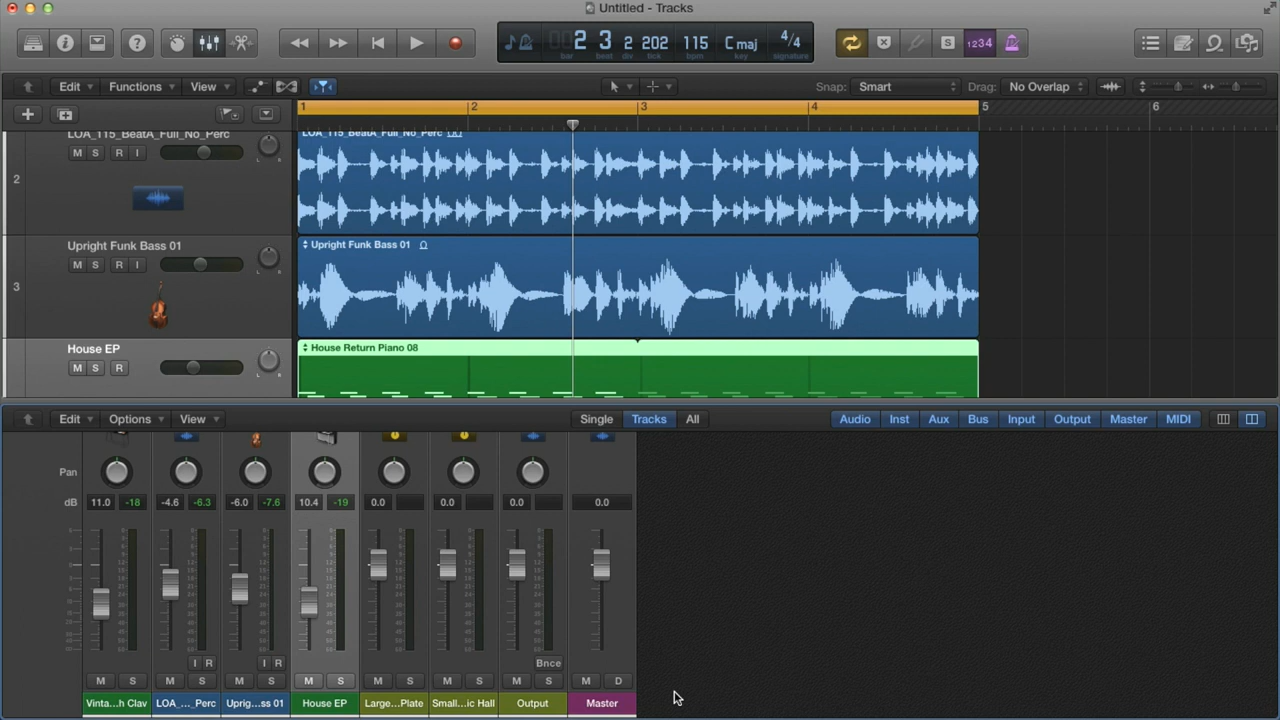 Untitled - Tracks
2 3 2 202 115 C maj 4/4
bar beat div tick bpm key signature
S 1234
Edit Functions View Snap: Smart Drag: No Overlap
1 2 3 4 5 6
LOA_115_BeatA_Full_No_Perc LOA_115_BeatA_Full_No_Perc
M S R I
2
Upright Funk Bass 01 Upright Funk Bass 01
M S R I
3
House EP House Return Piano 08
M S R
Edit Options View Single Tracks All Audio Inst Aux Bus Input Output Master MIDI
Pan
dB 11.0 -18 -4.6 -6.3 -6.0 -7.6 10.4 -19 0.0 0.0 0.0 0.0
I R I R Bnce
M S M S M S M S M S M S M S M D
Vinta...h Clav LOA_..._Perc Uprig...ss 01 House EP Large...Plate Small...ic Hall Output Master